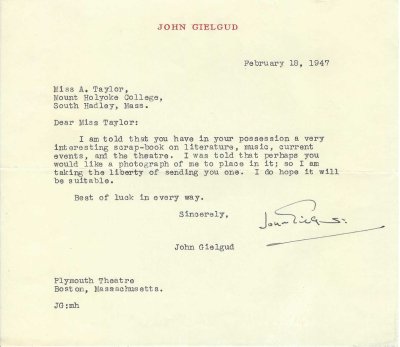 JOHN GIELGUD
February 18, 1947
Miss A. Taylor,
Mount Holyoke College,
South Hadley, Mass.
Dear Miss Taylor:
I am told that you have in your possession a very
interesting scrap-book on literature, music, current
events, and the theatre. I was told that perhaps you
would like a photograph of me to place in it; so I am
taking the liberty of sending you one. I do hope it will
be suitable.
Best of luck in every way.
Sincerely,
John Gielgud
John Gielgud
Plymouth Theatre
Boston, Massachusetts.
JG:mh